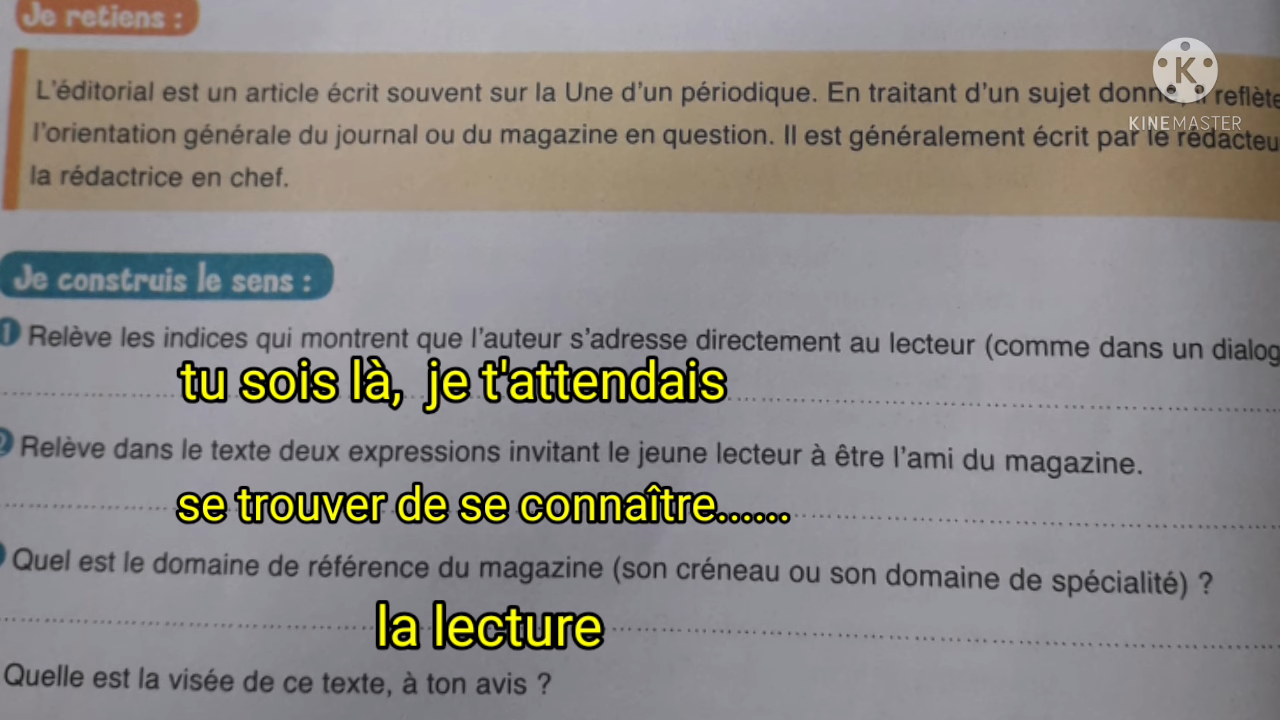 Je retiens :
L'éditorial est un article écrit souvent sur la Une d'un périodique. En traitant d'un sujet donné, il reflète
l'orientation générale du journal ou du magazine en question. Il est généralement écrit par le rédacteu
la rédactrice en chef.
K
KINEMASTER
Je construis le sens :
1 Relève les indices qui montrent que l'auteur s'adresse directement au lecteur (comme dans un dialog
tu sois là, je t'attendais
2 Relève dans le texte deux expressions invitant le jeune lecteur à être l'ami du magazine.
se trouver de se connaître......
Quel est le domaine de référence du magazine (son créneau ou son domaine de spécialité) ?
la lecture
Quelle est la visée de ce texte, à ton avis ?